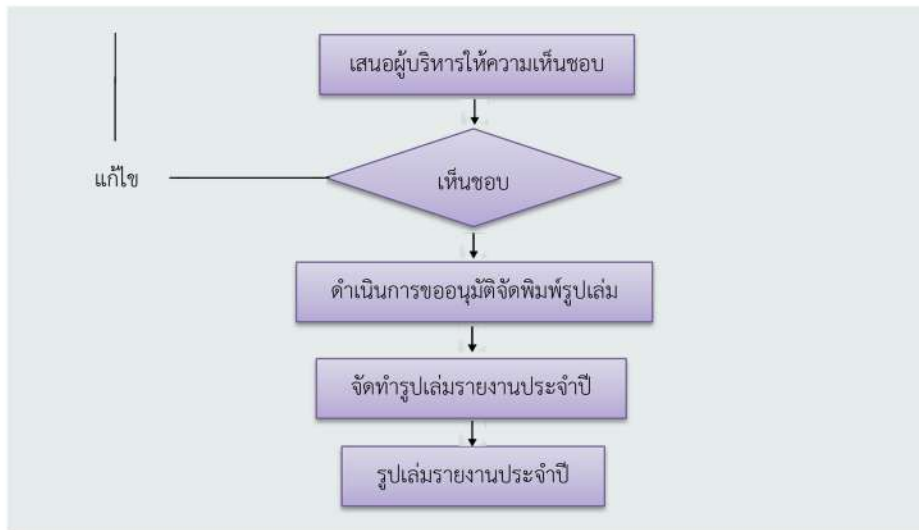 เสนอผู้บริหารให้ความเห็นชอบ
แก้ไข
เห็นชอบ
ดำเนินการขออนุมัติจัดพิมพ์รูปเล่ม
จัดทำรูปเล่มรายงานประจำปี
รูปเล่มรายงานประจำปี